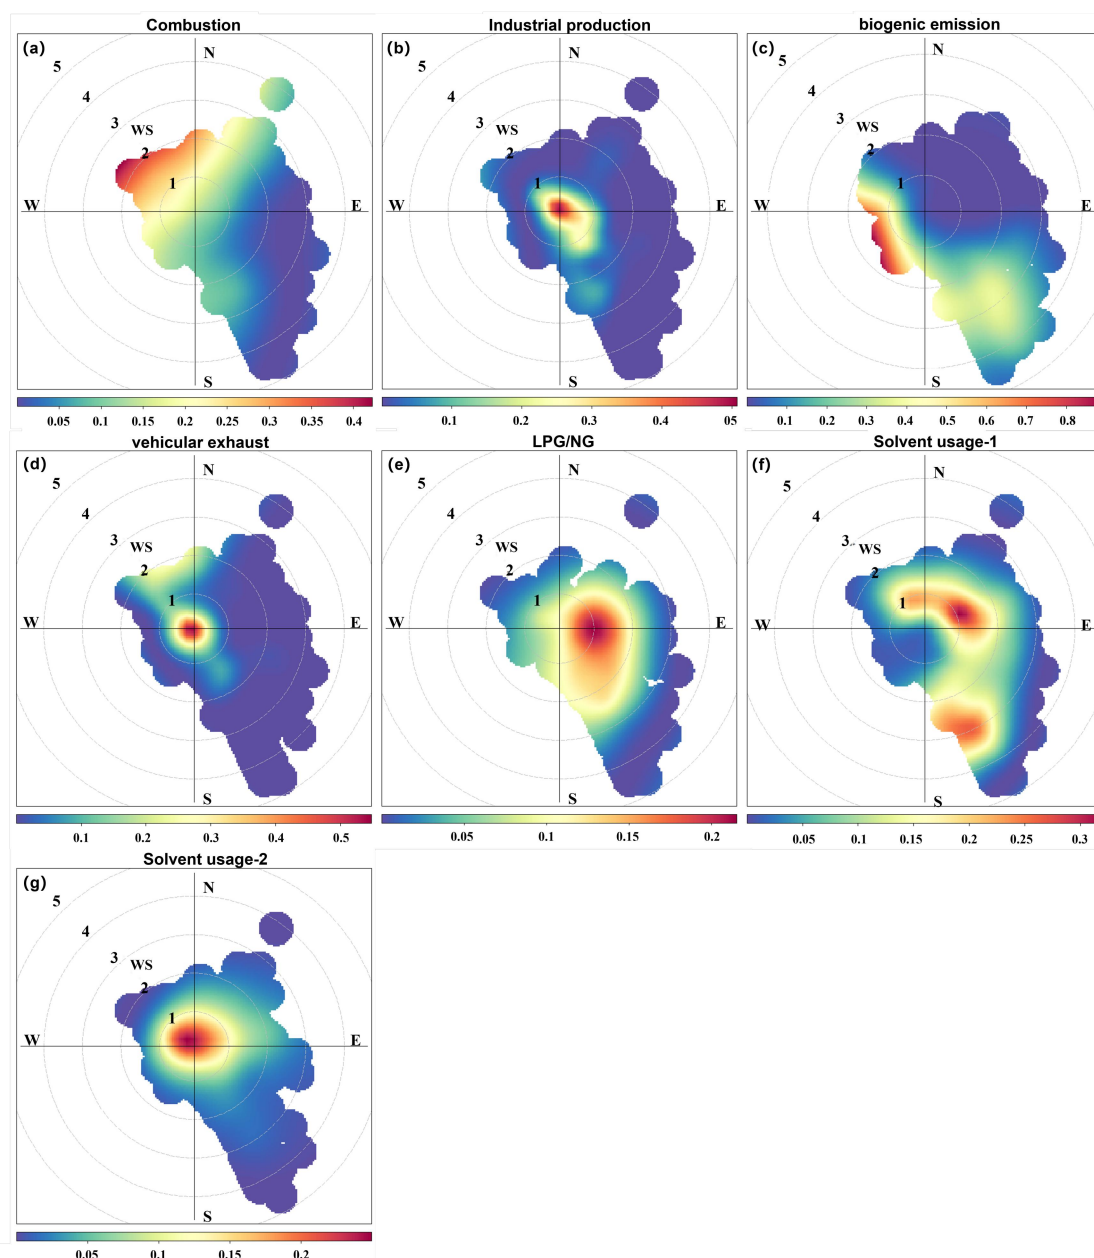 Combustion
(a)
N
5
4
3
WS
2
1
W
E
S
0.05 0.1 0.15 0.2 0.25 0.3 0.35 0.4
Industrial production
(b)
N
5
4
3
WS
2
1
W
E
S
0.1 0.2 0.3 0.4 0.5
biogenic emission
(c)
N
5
4
3
WS
2
1
W
E
S
0.1 0.2 0.3 0.4 0.5 0.6 0.7 0.8
vehicular exhaust
(d)
N
5
4
3
WS
2
1
W
E
S
0.1 0.2 0.3 0.4 0.5
LPG/NG
(e)
N
5
4
3
WS
2
1
W
E
S
0.05 0.1 0.15 0.2
Solvent usage-1
(f)
N
5
4
3
WS
2
1
W
E
S
0.05 0.1 0.15 0.2 0.25 0.3
Solvent usage-2
(g)
N
5
4
3
WS
2
1
W
E
S
0.05 0.1 0.15 0.2